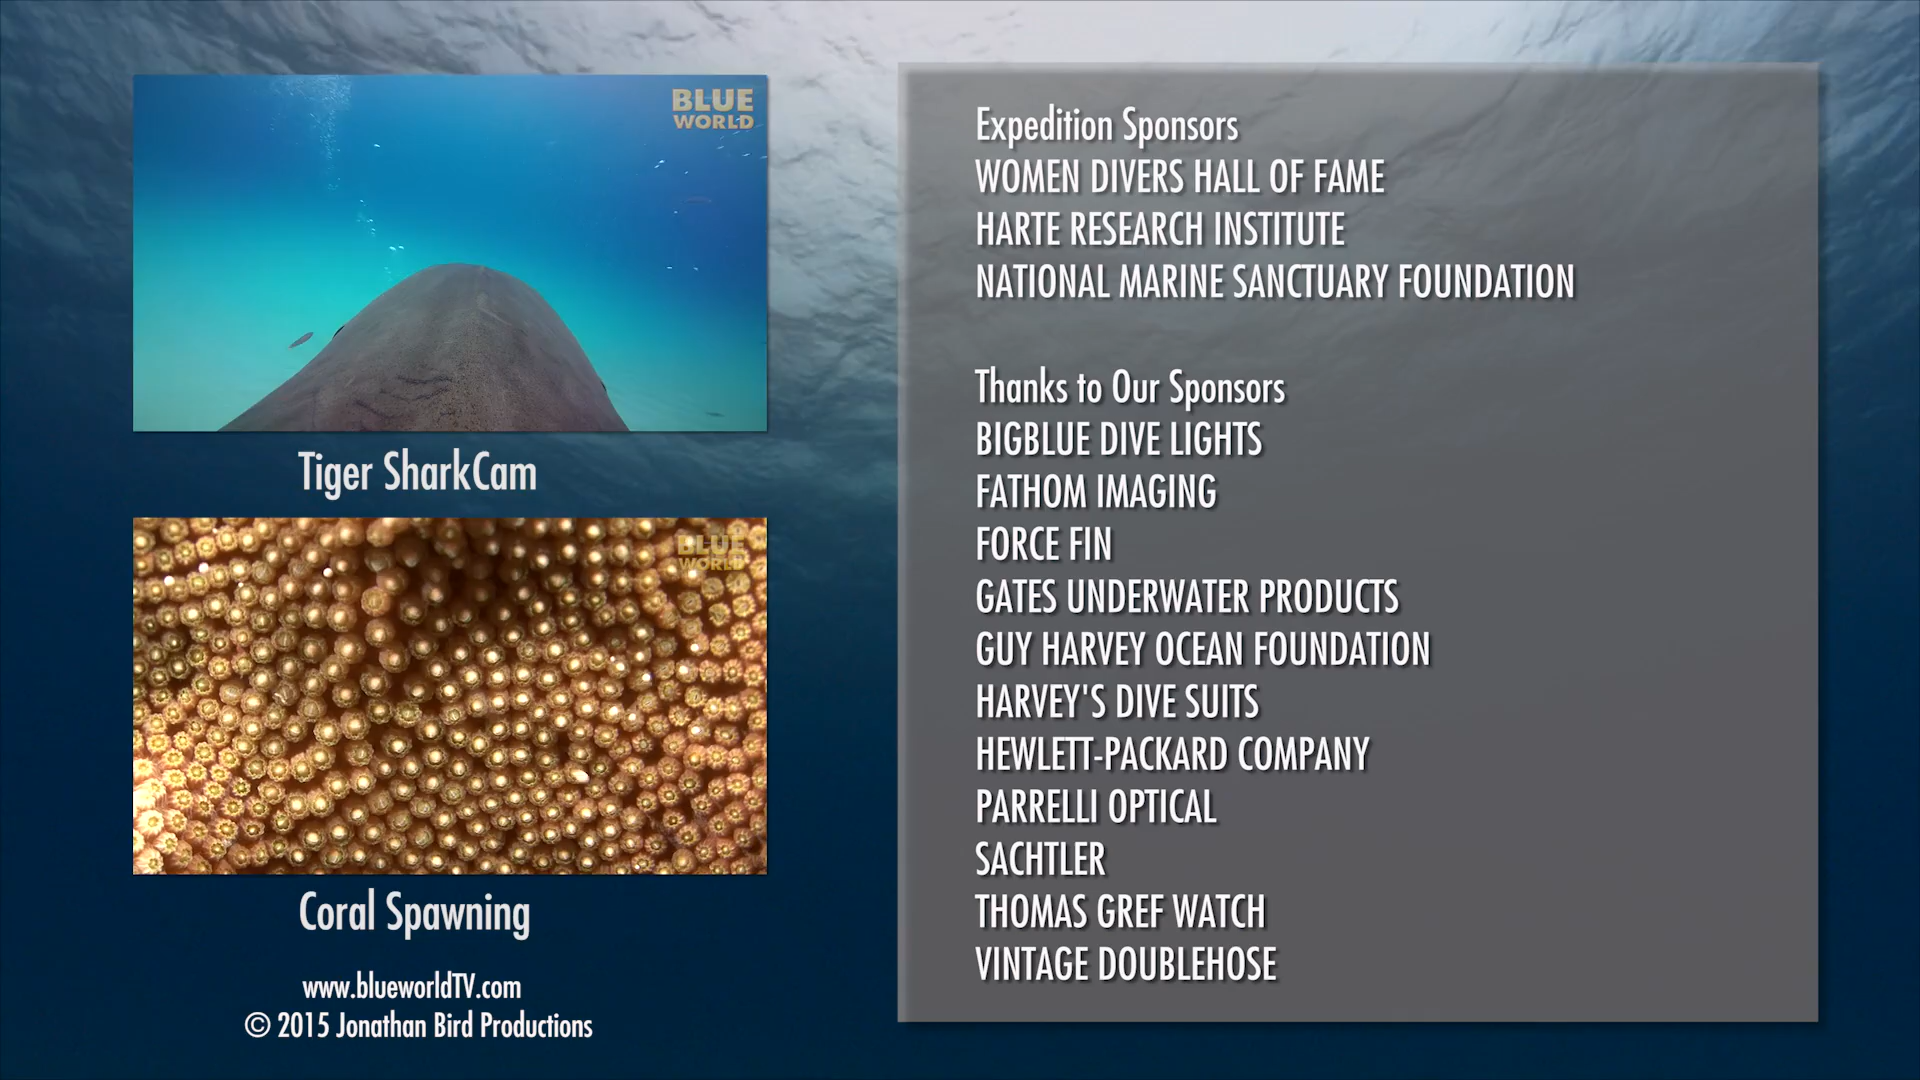 BLUE
WORLD
Tiger SharkCam
BLUE
WORLD
Coral Spawning
www.blueworldTV.com
© 2015 Jonathan Bird Productions
Expedition Sponsors
WOMEN DIVERS HALL OF FAME
HARTE RESEARCH INSTITUTE
NATIONAL MARINE SANCTUARY FOUNDATION
Thanks to Our Sponsors
BIGBLUE DIVE LIGHTS
FATHOM IMAGING
FORCE FIN
GATES UNDERWATER PRODUCTS
GUY HARVEY OCEAN FOUNDATION
HARVEY'S DIVE SUITS
HEWLETT-PACKARD COMPANY
PARRELLI OPTICAL
SACHTLER
THOMAS GREF WATCH
VINTAGE DOUBLEHOSE